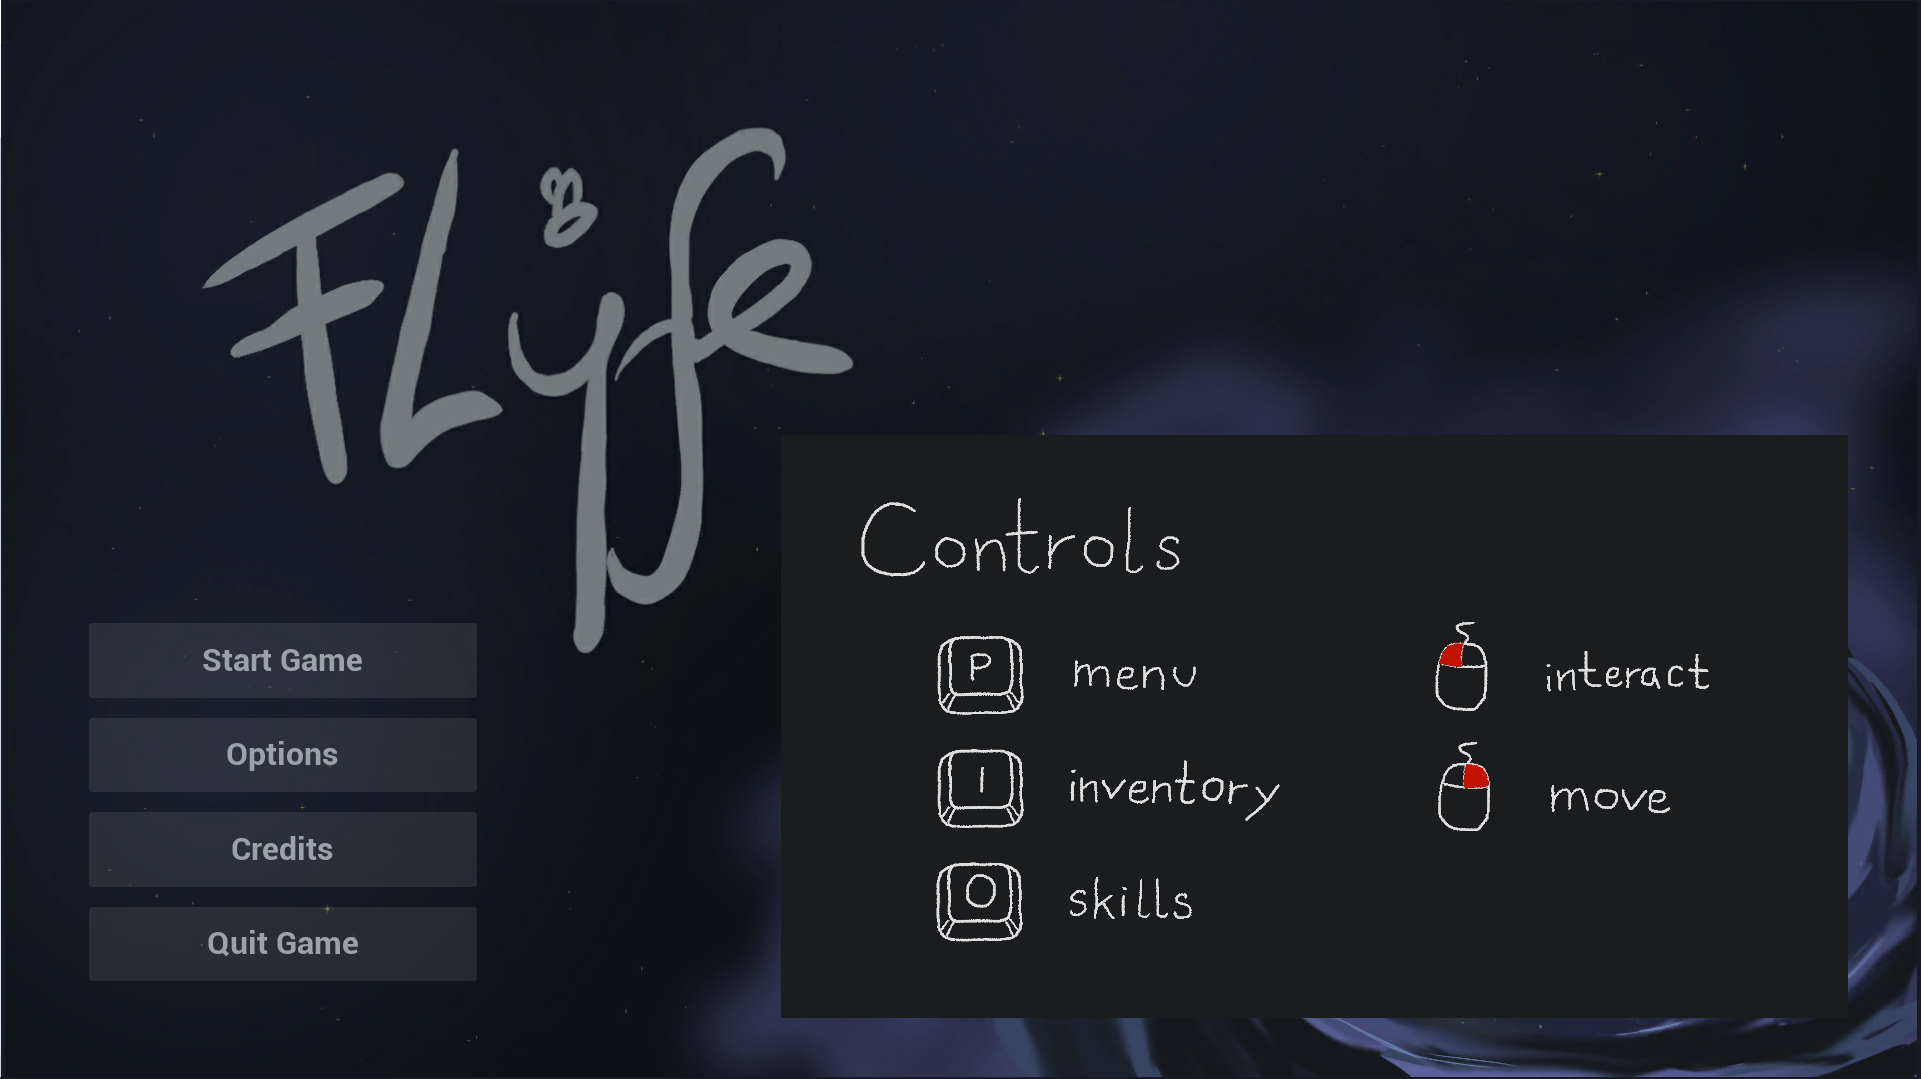 FLyfe
Start Game
Options
Credits
Quit Game
Controls
P menu
I inventory
O skills
interact
move